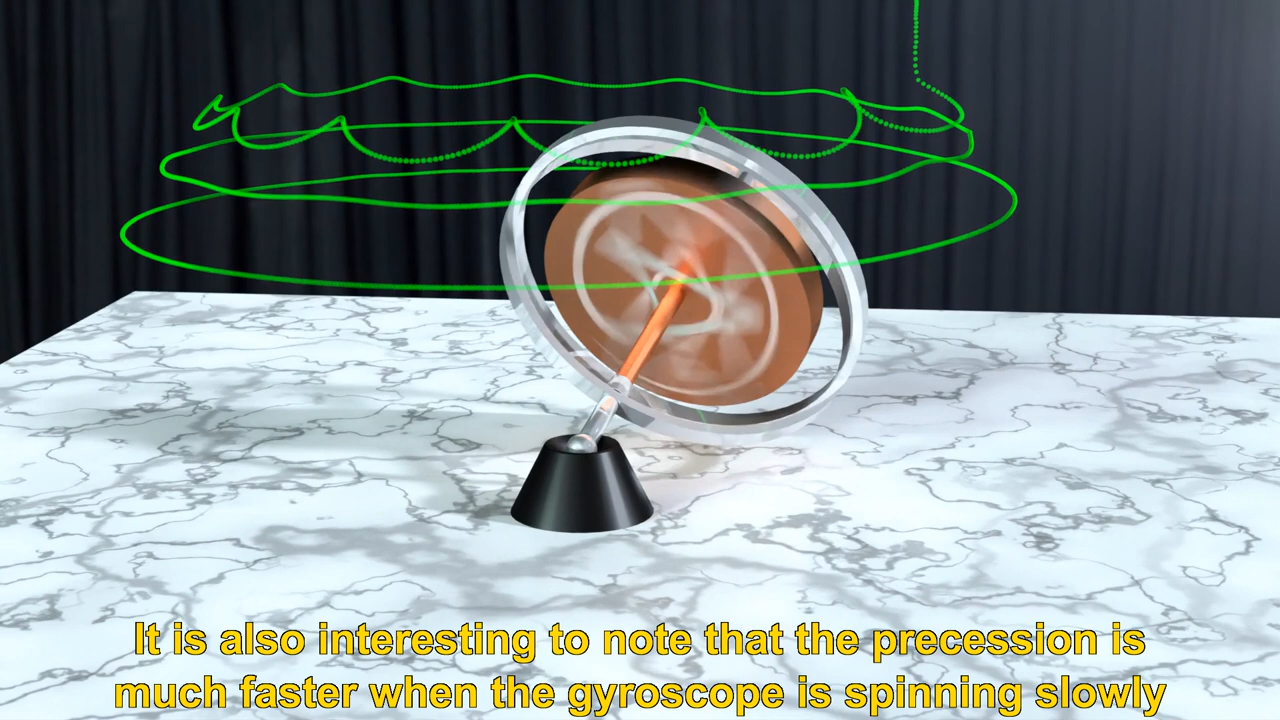 It is also interesting to note that the precession is
much faster when the gyroscope is spinning slowly